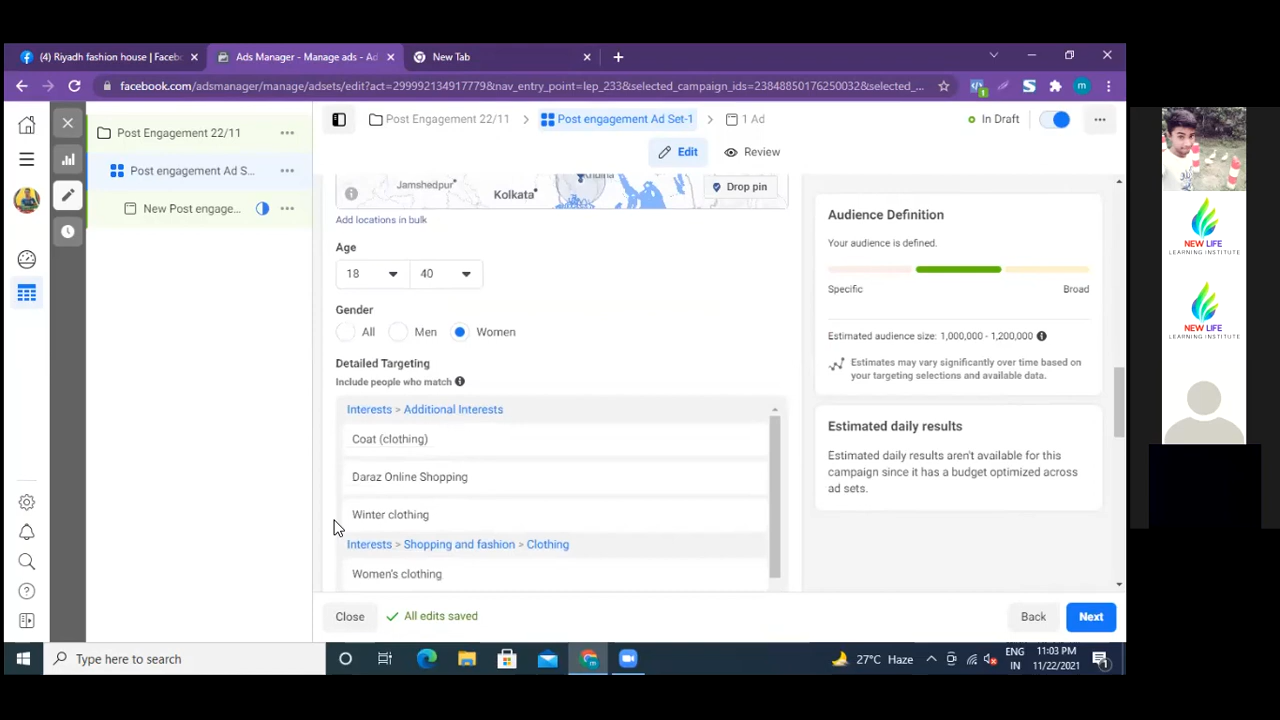 (4) Riyadh fashion house | Faceb
Ads Manager - Manage ads - Ad
New Tab
facebook.com/adsmanager/manage/adsets/edit?act=299992134917779&nav_entry_point=lep_233&selected_campaign_ids=23848850176250032&selected_...
Post Engagement 22/11
Post engagement Ad Set-1
1 Ad
In Draft
Edit
Review
Post Engagement 22/11
Post engagement Ad S...
New Post engage...
Jamshedpur
Kolkata
Khulna
Drop pin
Add locations in bulk
Age
18
40
Gender
All
Men
Women
Detailed Targeting
Include people who match
Interests > Additional Interests
Coat (clothing)
Daraz Online Shopping
Winter clothing
Interests > Shopping and fashion > Clothing
Women's clothing
Audience Definition
Your audience is defined.
Specific
Broad
Estimated audience size: 1,000,000 - 1,200,000
Estimates may vary significantly over time based on
your targeting selections and available data.
Estimated daily results
Estimated daily results aren't available for this
campaign since it has a budget optimized across
ad sets.
Close
All edits saved
Back
Next
Type here to search
27°C Haze
ENG
IN
11:03 PM
11/22/2021
1
NEW LIFE
LEARNING INSTITUTE
NEW LIFE
LEARNING INSTITUTE